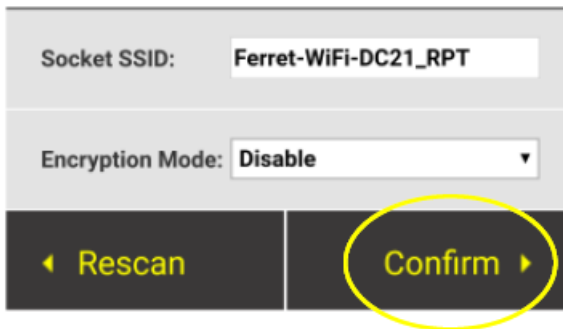 Socket SSID: Ferret-WiFi-DC21_RPT
Encryption Mode: Disable
Rescan Confirm